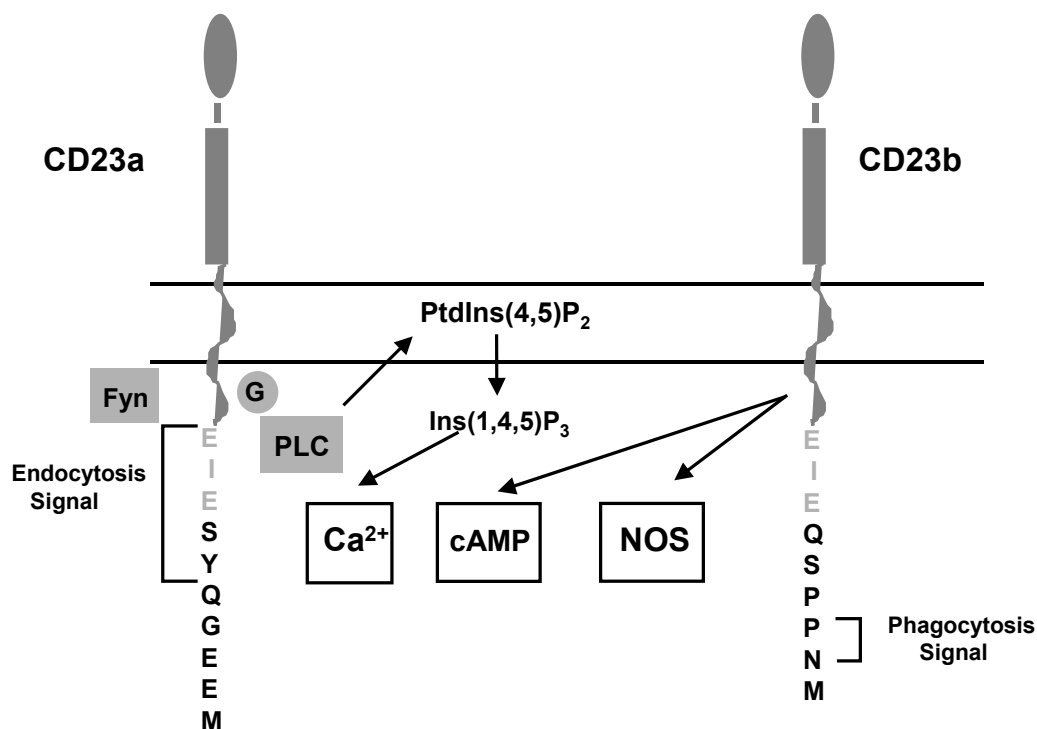 CD23a
CD23b
PtdIns(4,5)P₂
Fyn
G
PLC
Ins(1,4,5)P₃
Endocytosis
Signal
E
I
E
S
Y
Q
G
E
E
M
Ca²⁺
cAMP
NOS
E
I
E
Q
S
P
P
N
M
Phagocytosis
Signal